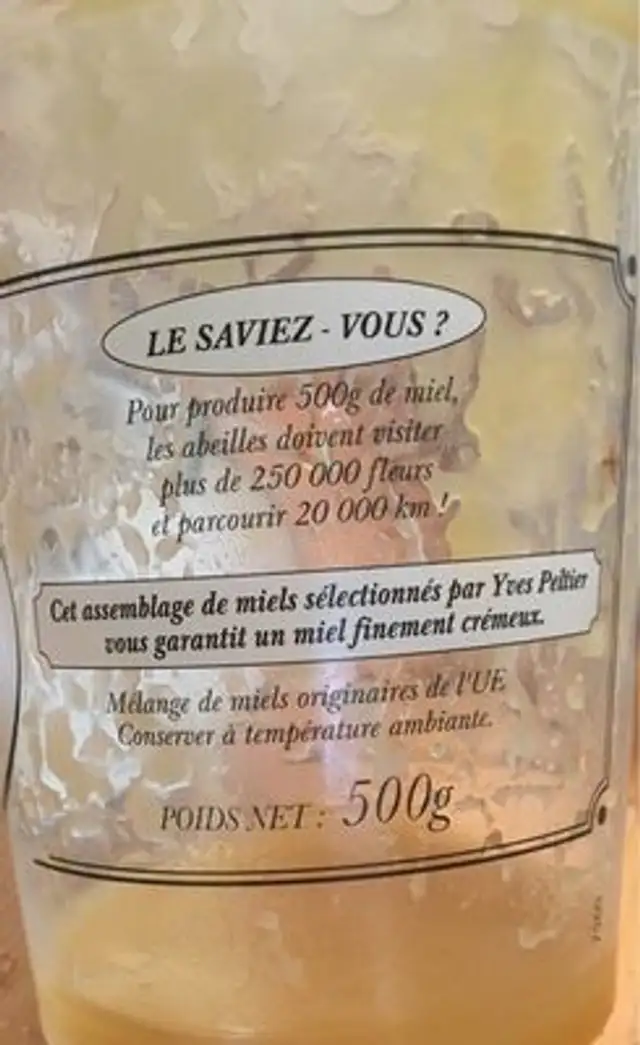 LE SAVIEZ - VOUS ?
Pour produire 500g de miel,
les abeilles doivent visiter
plus de 250 000 fleurs
et parcourir 20 000 km !
Cet assemblage de miels sélectionnés par Yves Peltier
vous garantit un miel finement crémeux.
Mélange de miels originaires de l'UE
Conserver à température ambiante.
POIDS NET : 500g